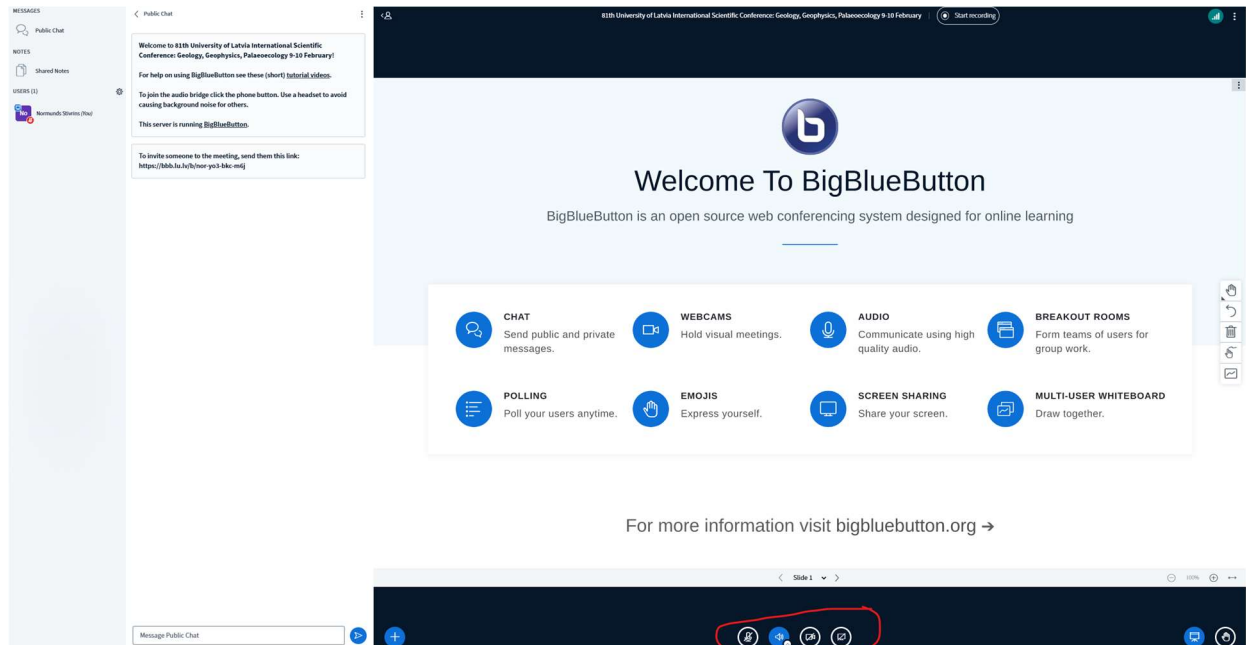 MESSAGES
Public Chat
NOTES
Shared Notes
USERS (1)
No
Normunds Stivrins (You)
Public Chat
Welcome to 81th University of Latvia International Scientific
Conference: Geology, Geophysics, Palaeoecology 9-10 February!
For help on using BigBlueButton see these (short) tutorial videos.
To join the audio bridge click the phone button. Use a headset to avoid
causing background noise for others.
This server is running BigBlueButton.
To invite someone to the meeting, send them this link:
https://bbb.lu.lv/b/nor-yo3-bkc-m6j
Message Public Chat
81th University of Latvia International Scientific Conference: Geology, Geophysics, Palaeoecology 9-10 February
Start recording
b
Welcome To BigBlueButton
BigBlueButton is an open source web conferencing system designed for online learning
CHAT
Send public and private
messages.
WEBCAMS
Hold visual meetings.
AUDIO
Communicate using high
quality audio.
BREAKOUT ROOMS
Form teams of users for
group work.
POLLING
Poll your users anytime.
EMOJIS
Express yourself.
SCREEN SHARING
Share your screen.
MULTI-USER WHITEBOARD
Draw together.
For more information visit bigbluebutton.org →
Slide 1
100%